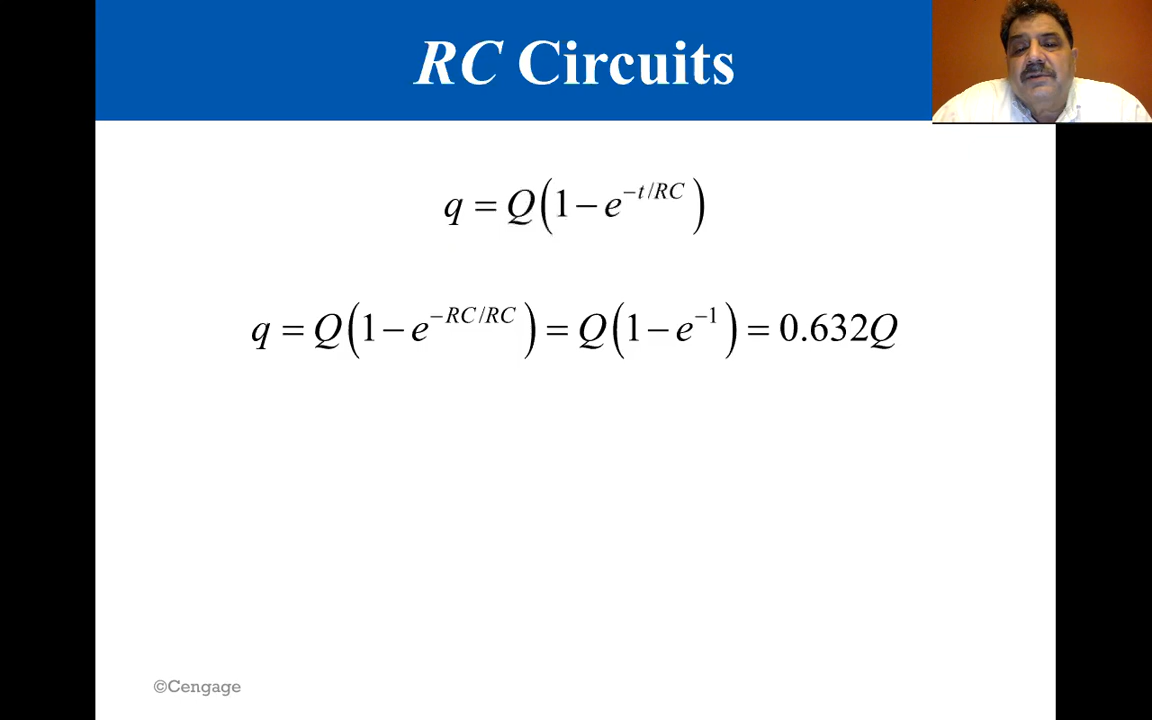 RC Circuits
q = Q(1 − e^{−t/RC})
q = Q(1 − e^{−RC/RC}) = Q(1 − e^{−1}) = 0.632Q
©Cengage